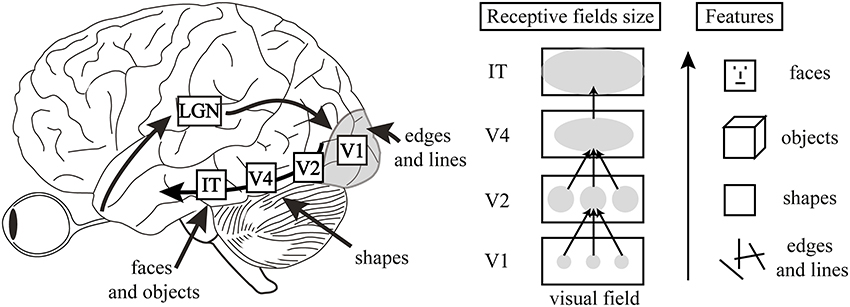 LGN
V1
V2
V4
IT
edges
and lines
shapes
faces
and objects
Receptive fields size
IT
V4
V2
V1
visual field
Features
faces
objects
shapes
edges
and lines